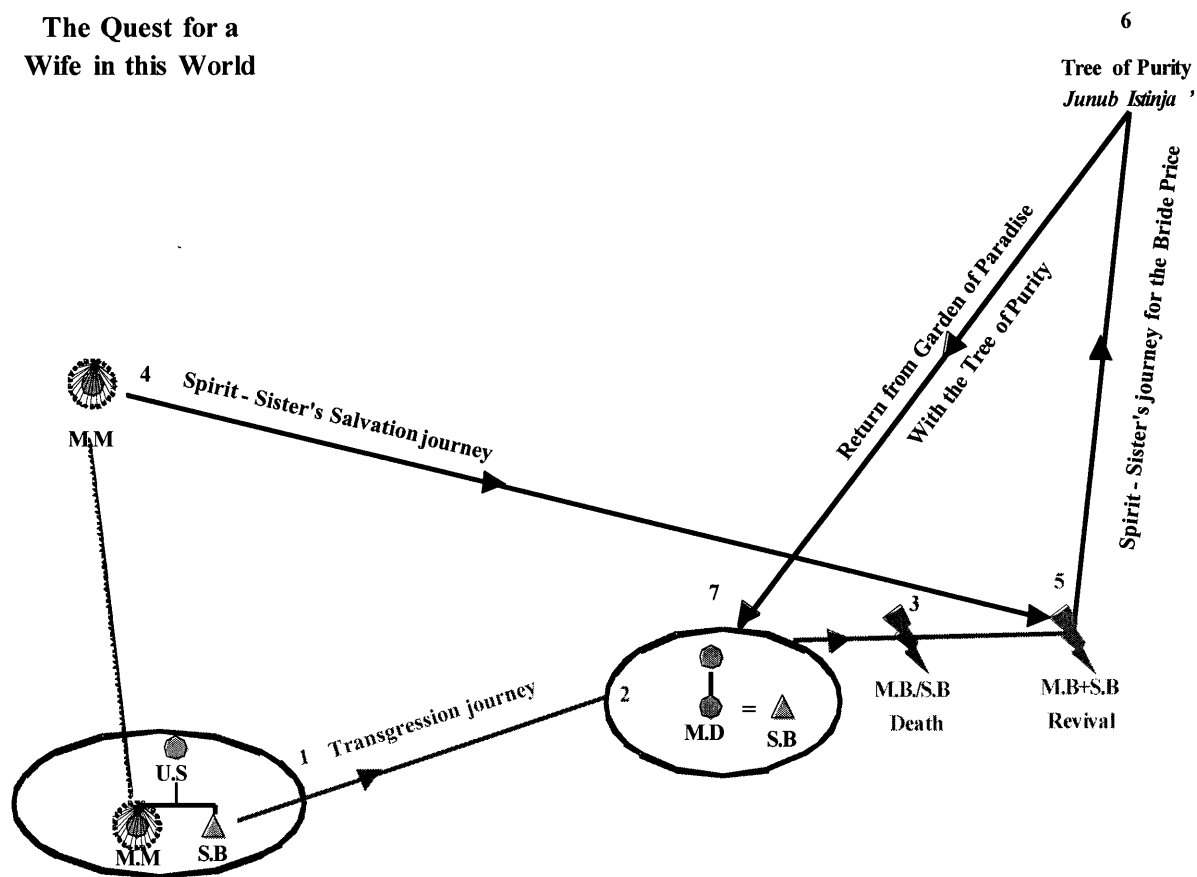 The Quest for a
Wife in this World
6
Tree of Purity
Junub Istinja '
Return from Garden of Paradise
With the Tree of Purity
Spirit - Sister's journey for the Bride Price
4 Spirit - Sister's Salvation journey
M.M
7
3
5
M.B./S.B
Death
M.B+S.B
Revival
2
M.D = S.B
1 Transgression journey
U.S
M.M S.B